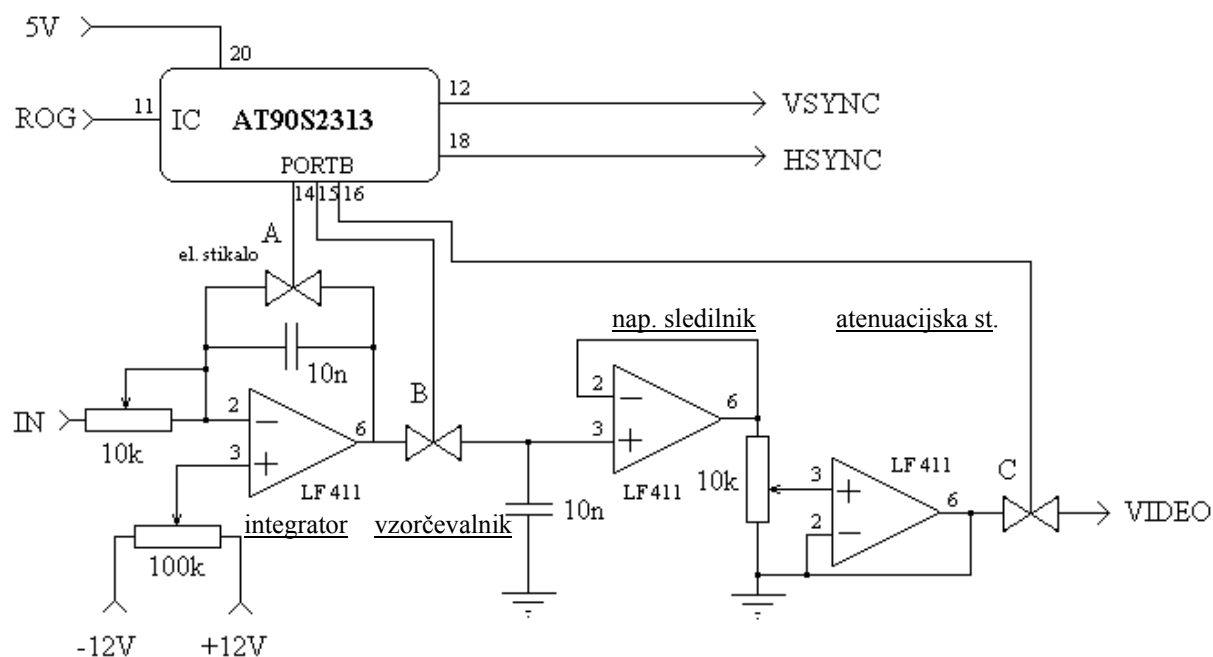 5V
20
ROG
11
IC
AT90S2313
PORTB
12
VSYNC
18
HSYNC
14 15 16
A
el. stikalo
10n
IN
10k
2
3
6
LF411
B
integrator
vzorčevalnik
100k
-12V
+12V
10n
nap. sledilnik
2
3
6
LF411
10k
atenuacijska st.
3
2
6
LF411
C
VIDEO